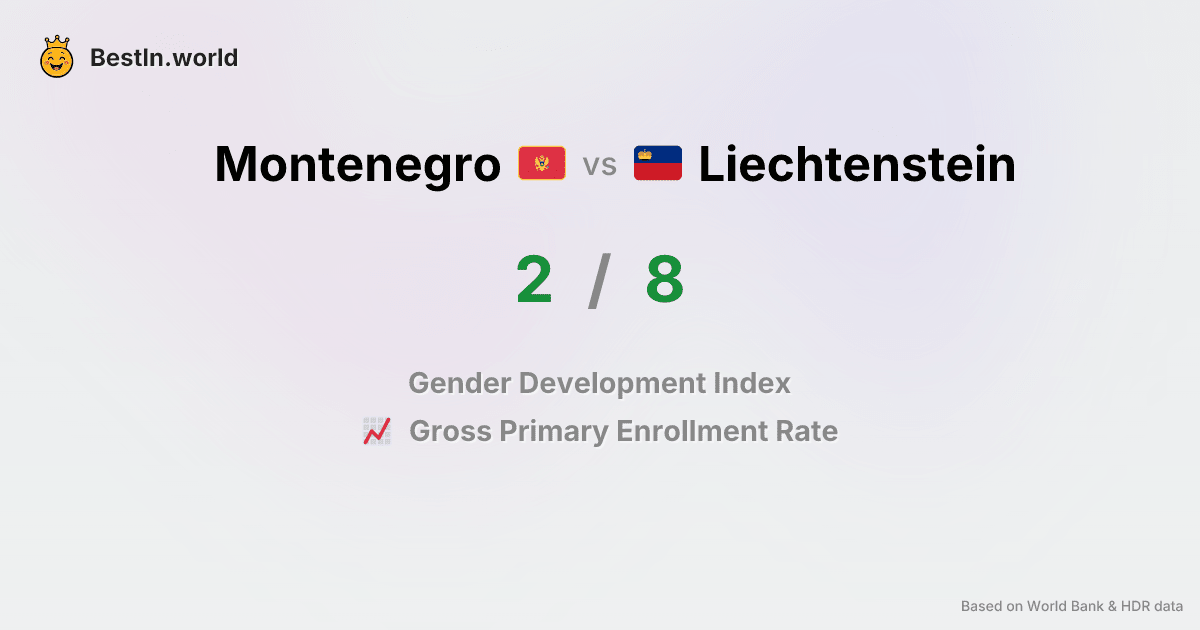 BestIn.world
Montenegro vs Liechtenstein
2 / 8
Gender Development Index
Gross Primary Enrollment Rate
Based on World Bank & HDR data